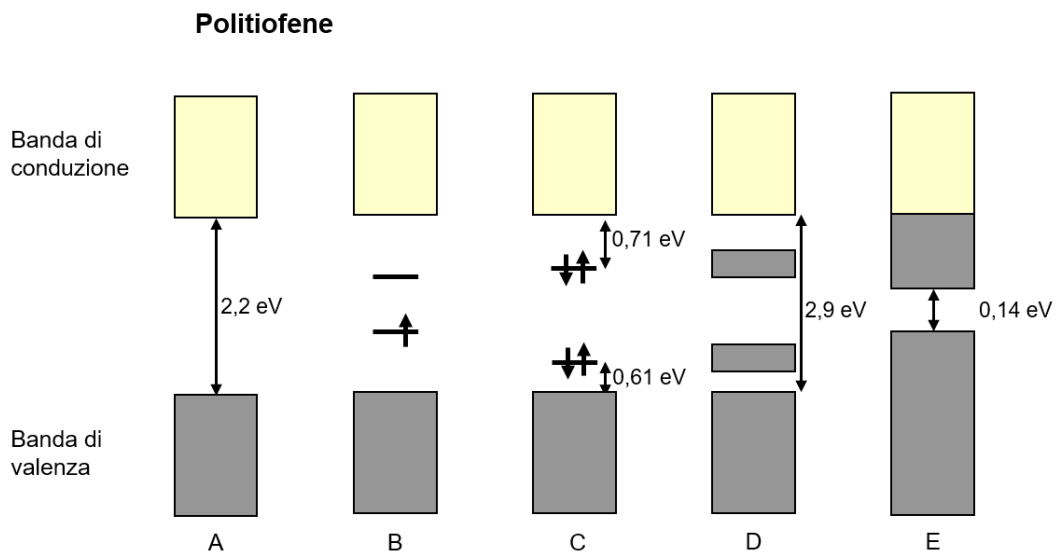 Politiofene
Banda di
conduzione
0,71 eV
2,2 eV
2,9 eV
0,14 eV
0,61 eV
Banda di
valenza
A
B
C
D
E